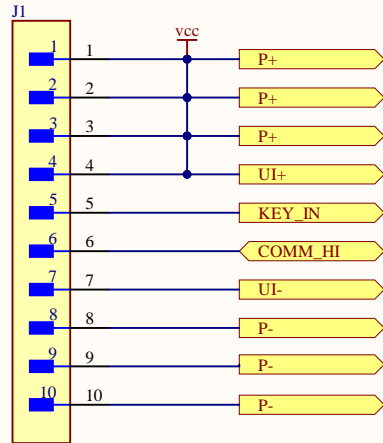 J1
vcc
1 1 P+
2 2 P+
3 3 P+
4 4 UI+
5 5 KEY_IN
6 6 COMM_HI
7 7 UI-
8 8 P-
9 9 P-
10 10 P-